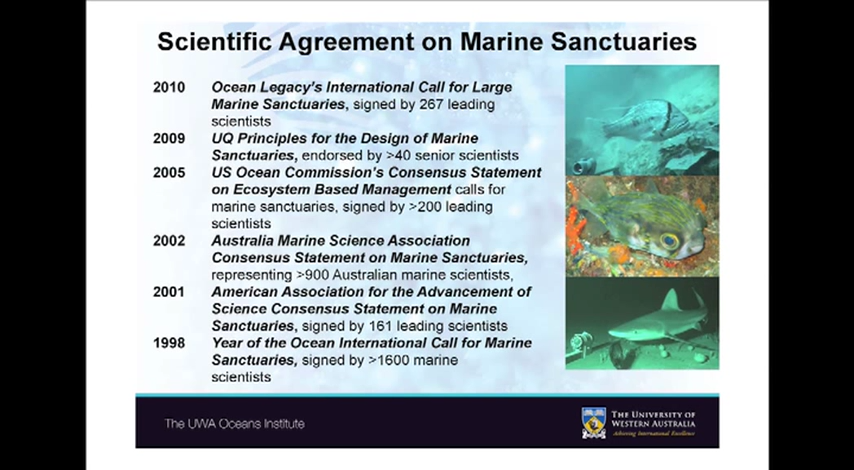 Scientific Agreement on Marine Sanctuaries
2010 Ocean Legacy's International Call for Large
Marine Sanctuaries, signed by 267 leading
scientists
2009 UQ Principles for the Design of Marine
Sanctuaries, endorsed by >40 senior scientists
2005 US Ocean Commission's Consensus Statement
on Ecosystem Based Management calls for
marine sanctuaries, signed by >200 leading
scientists
2002 Australia Marine Science Association
Consensus Statement on Marine Sanctuaries,
representing >900 Australian marine scientists,
2001 American Association for the Advancement of
Science Consensus Statement on Marine
Sanctuaries, signed by 161 leading scientists
1998 Year of the Ocean International Call for Marine
Sanctuaries, signed by >1600 marine
scientists
The UWA Oceans Institute
THE UNIVERSITY OF
WESTERN AUSTRALIA
Achieving International Excellence